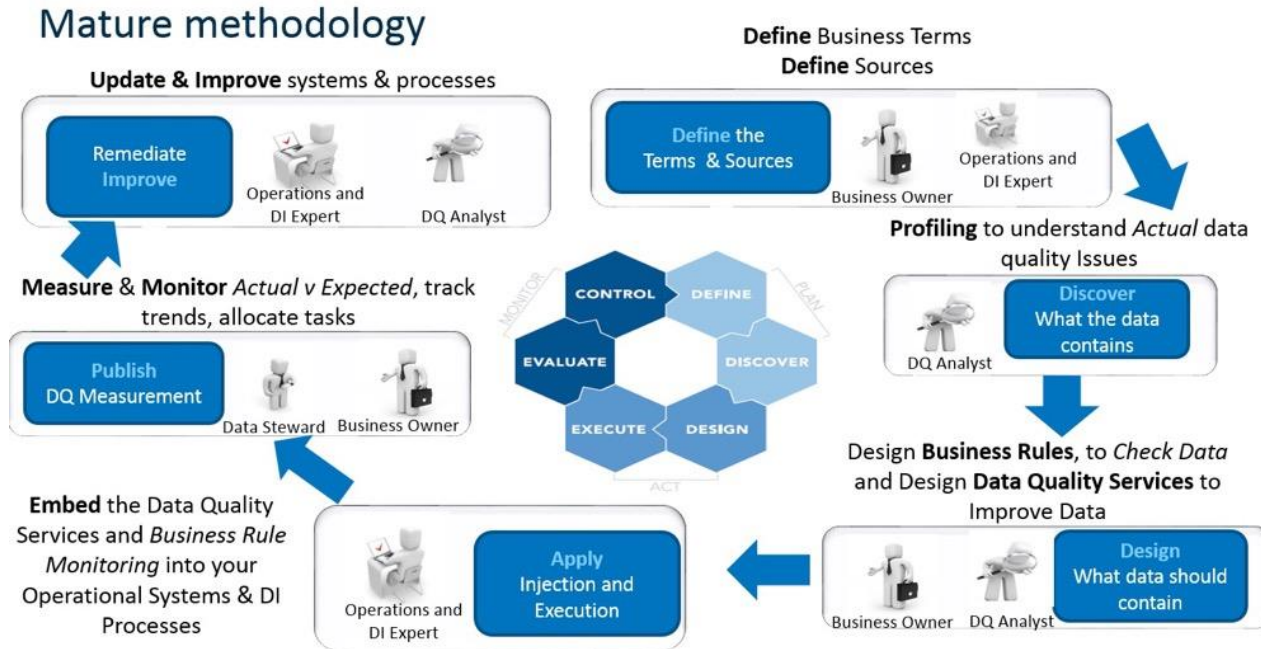 Mature methodology
Update & Improve systems & processes
Remediate
Improve
Operations and
DI Expert
DQ Analyst
Define Business Terms
Define Sources
Define the
Terms & Sources
Business Owner
Operations and
DI Expert
Profiling to understand Actual data
quality Issues
DQ Analyst
Discover
What the data
contains
Design Business Rules, to Check Data
and Design Data Quality Services to
Improve Data
Business Owner
DQ Analyst
Design
What data should
contain
Apply
Injection and
Execution
Operations and
DI Expert
Embed the Data Quality
Services and Business Rule
Monitoring into your
Operational Systems & DI
Processes
Measure & Monitor Actual v Expected, track
trends, allocate tasks
Publish
DQ Measurement
Data Steward
Business Owner
MONITOR
PLAN
ACT
CONTROL
DEFINE
EVALUATE
DISCOVER
EXECUTE
DESIGN